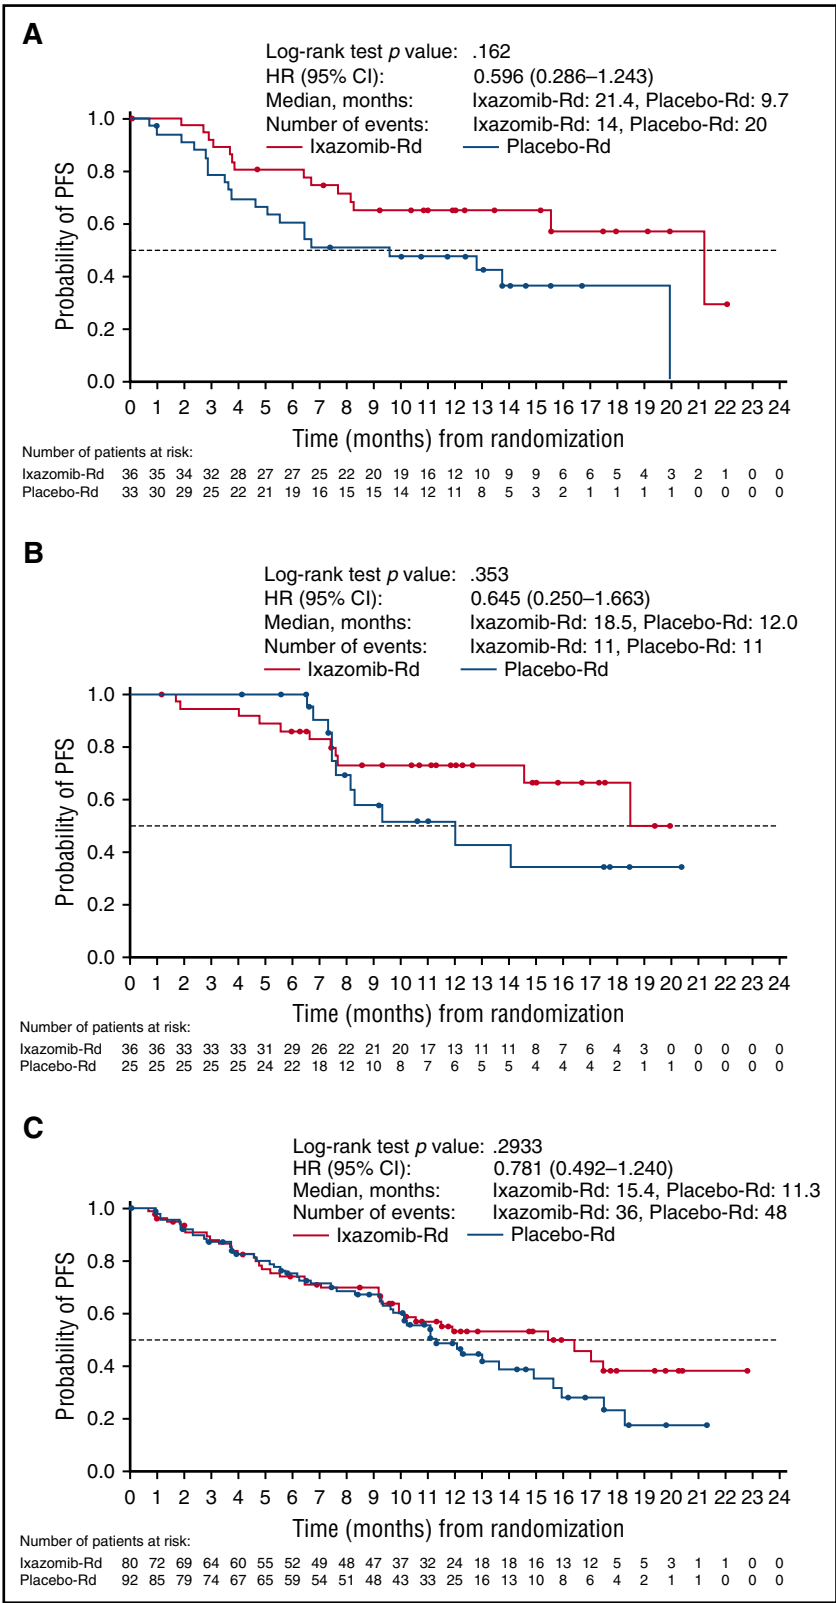 A
Log-rank test p value: .162
HR (95% CI): 0.596 (0.286–1.243)
Median, months: Ixazomib-Rd: 21.4, Placebo-Rd: 9.7
Number of events: Ixazomib-Rd: 14, Placebo-Rd: 20
Ixazomib-Rd Placebo-Rd
Probability of PFS
1.0
0.8
0.6
0.4
0.2
0.0
0 1 2 3 4 5 6 7 8 9 10 11 12 13 14 15 16 17 18 19 20 21 22 23 24
Time (months) from randomization
Number of patients at risk:
Ixazomib-Rd 36 35 34 32 28 27 27 25 22 20 19 16 12 10 9 9 6 6 5 4 3 2 1 0 0
Placebo-Rd 33 30 29 25 22 21 19 16 15 15 14 12 11 8 5 3 2 1 1 1 1 0 0 0 0
B
Log-rank test p value: .353
HR (95% CI): 0.645 (0.250–1.663)
Median, months: Ixazomib-Rd: 18.5, Placebo-Rd: 12.0
Number of events: Ixazomib-Rd: 11, Placebo-Rd: 11
Ixazomib-Rd Placebo-Rd
Probability of PFS
1.0
0.8
0.6
0.4
0.2
0.0
0 1 2 3 4 5 6 7 8 9 10 11 12 13 14 15 16 17 18 19 20 21 22 23 24
Time (months) from randomization
Number of patients at risk:
Ixazomib-Rd 36 36 33 33 33 31 29 26 22 21 20 17 13 11 11 8 7 6 4 3 0 0 0 0 0
Placebo-Rd 25 25 25 25 25 24 22 18 12 10 8 7 6 5 5 4 4 4 2 1 1 0 0 0 0
C
Log-rank test p value: .2933
HR (95% CI): 0.781 (0.492–1.240)
Median, months: Ixazomib-Rd: 15.4, Placebo-Rd: 11.3
Number of events: Ixazomib-Rd: 36, Placebo-Rd: 48
Ixazomib-Rd Placebo-Rd
Probability of PFS
1.0
0.8
0.6
0.4
0.2
0.0
0 1 2 3 4 5 6 7 8 9 10 11 12 13 14 15 16 17 18 19 20 21 22 23 24
Time (months) from randomization
Number of patients at risk:
Ixazomib-Rd 80 72 69 64 60 55 52 49 48 47 37 32 24 18 18 16 13 12 5 5 3 1 1 0 0
Placebo-Rd 92 85 79 74 67 65 59 54 51 48 43 33 25 16 13 10 8 6 4 2 1 1 0 0 0